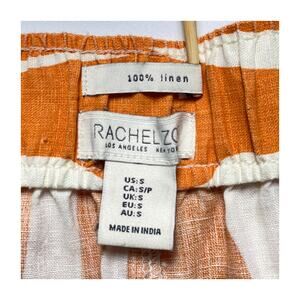 100% linen
RACHELZO
LOS ANGELES NEW YORK
US:S
CA:S/P
UK:S
EU:S
AU:S
MADE IN INDIA